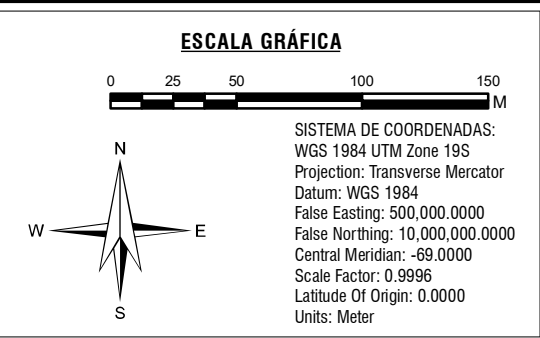 ESCALA GRÁFICA
0 25 50 100 150
M
SISTEMA DE COORDENADAS:
WGS 1984 UTM Zone 19S
Projection: Transverse Mercator
Datum: WGS 1984
False Easting: 500,000.0000
False Northing: 10,000,000.0000
Central Meridian: -69.0000
Scale Factor: 0.9996
Latitude Of Origin: 0.0000
Units: Meter
N
W E
S